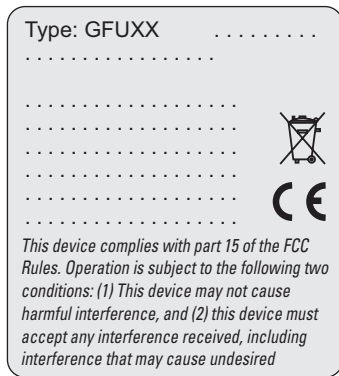 Type: GFUXX . . . . . . . . .
. . . . . . . . . . . . . . . . .
. . . . . . . . . . . . . . . . . . .
. . . . . . . . . . . . . . . . . . .
. . . . . . . . . . . . . . . . . . .
. . . . . . . . . . . . . . . . . . .
. . . . . . . . . . . . . . . . . . .
. . . . . . . . . . . . . . . . . . .
CE
This device complies with part 15 of the FCC
Rules. Operation is subject to the following two
conditions: (1) This device may not cause
harmful interference, and (2) this device must
accept any interference received, including
interference that may cause undesired